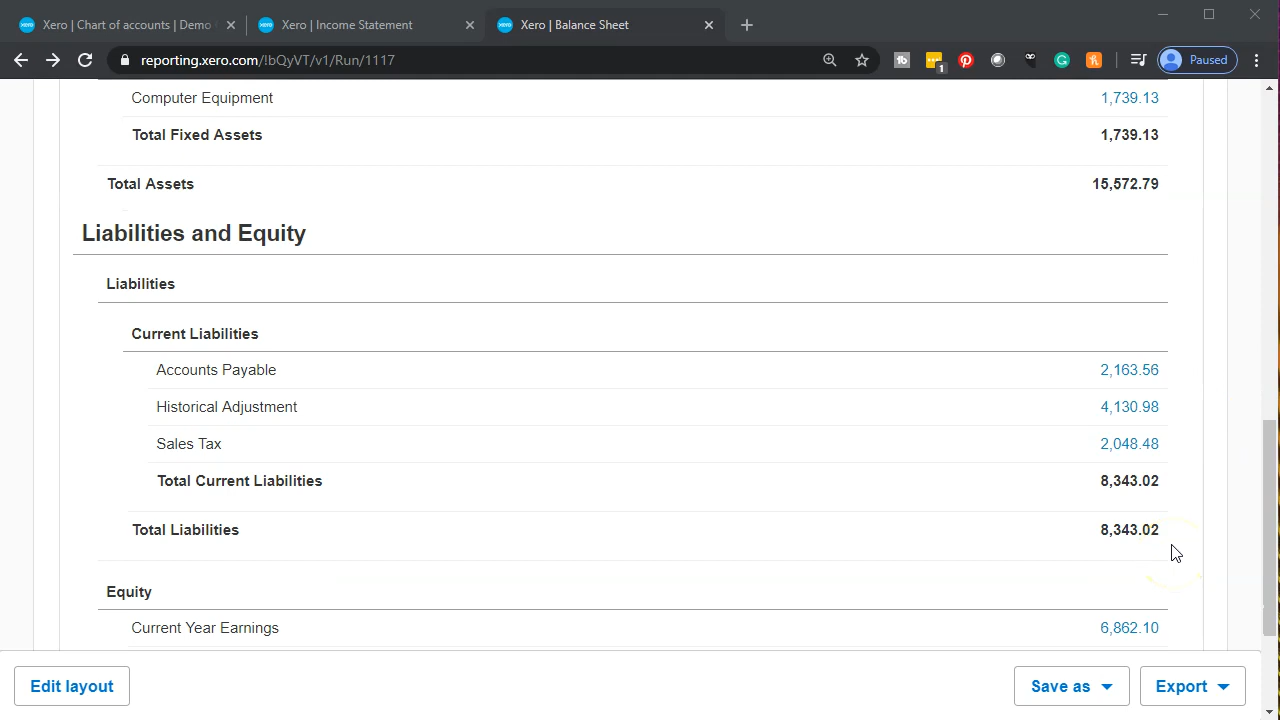 Xero | Chart of accounts | Demo
Xero | Income Statement
Xero | Balance Sheet
reporting.xero.com/!bQyVT/v1/Run/1117
1
Paused
Computer Equipment 1,739.13
Total Fixed Assets 1,739.13
Total Assets 15,572.79
Liabilities and Equity
Liabilities
Current Liabilities
Accounts Payable 2,163.56
Historical Adjustment 4,130.98
Sales Tax 2,048.48
Total Current Liabilities 8,343.02
Total Liabilities 8,343.02
Equity
Current Year Earnings 6,862.10
Edit layout
Save as
Export